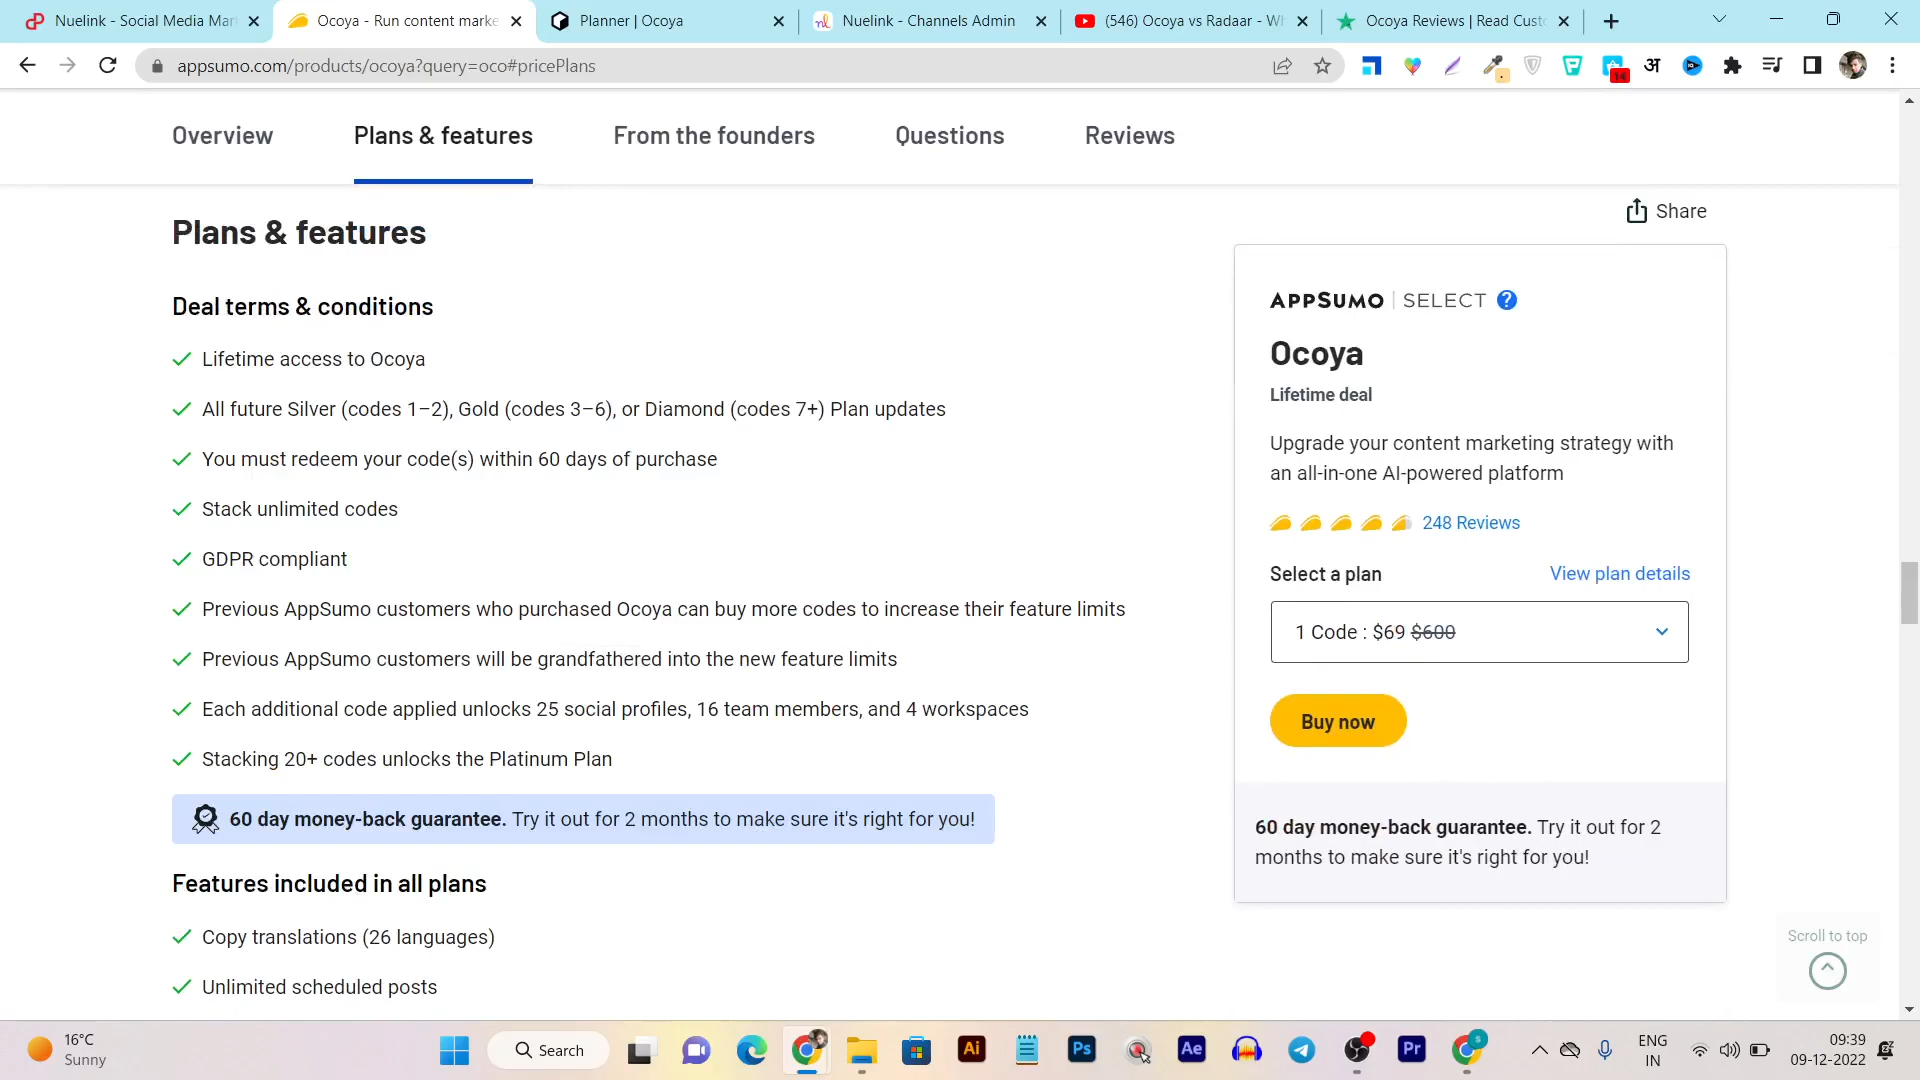 Nuelink - Social Media Mar
Ocoya - Run content marke
Planner | Ocoya
Nuelink - Channels Admin
(546) Ocoya vs Radaar - Wh
Ocoya Reviews | Read Cust
appsumo.com/products/ocoya?query=oco#pricePlans
14
अ
Overview
Plans & features
From the founders
Questions
Reviews
Share
Plans & features
Deal terms & conditions
Lifetime access to Ocoya
All future Silver (codes 1–2), Gold (codes 3–6), or Diamond (codes 7+) Plan updates
You must redeem your code(s) within 60 days of purchase
Stack unlimited codes
GDPR compliant
Previous AppSumo customers who purchased Ocoya can buy more codes to increase their feature limits
Previous AppSumo customers will be grandfathered into the new feature limits
Each additional code applied unlocks 25 social profiles, 16 team members, and 4 workspaces
Stacking 20+ codes unlocks the Platinum Plan
60 day money-back guarantee. Try it out for 2 months to make sure it's right for you!
Features included in all plans
Copy translations (26 languages)
Unlimited scheduled posts
APPSUMO | SELECT ?
Ocoya
Lifetime deal
Upgrade your content marketing strategy with
an all-in-one AI-powered platform
248 Reviews
Select a plan
View plan details
1 Code : $69 $600
Buy now
60 day money-back guarantee. Try it out for 2
months to make sure it's right for you!
Scroll to top
16°C
Sunny
Search
Ai
Ps
Ae
Pr
S
ENG
IN
09:39
09-12-2022